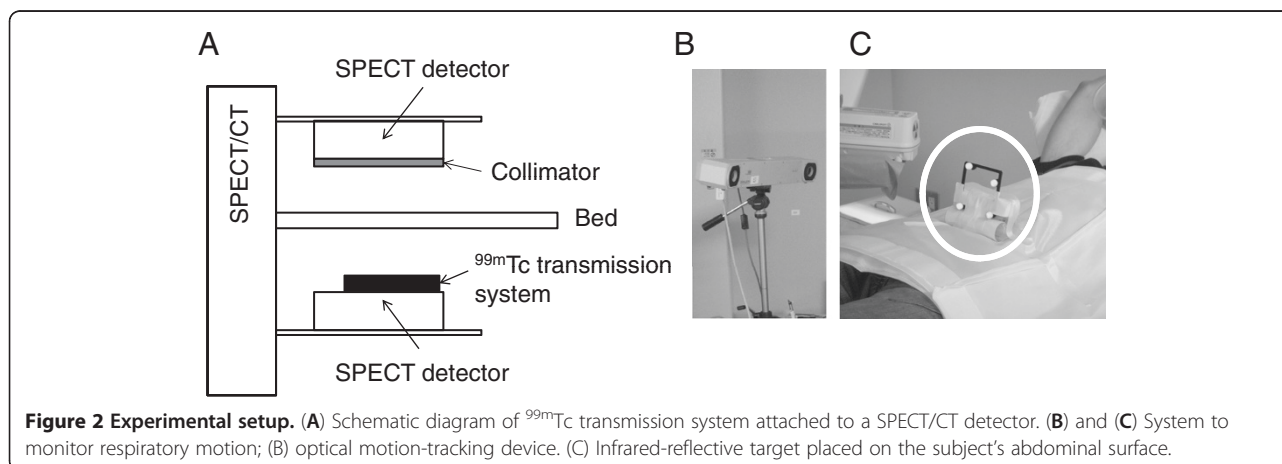 A
B
C
SPECT detector
SPECT/CT
Collimator
Bed
99mTc transmission
system
SPECT detector
Figure 2 Experimental setup. (A) Schematic diagram of 99mTc transmission system attached to a SPECT/CT detector. (B) and (C) System to
monitor respiratory motion; (B) optical motion-tracking device. (C) Infrared-reflective target placed on the subject's abdominal surface.